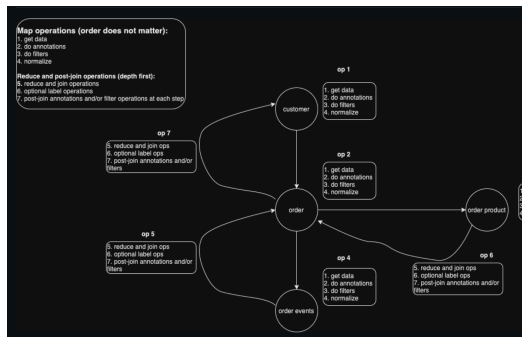 Map operations (order does not matter):
1. get data
2. do annotations
3. do filters
4. normalize
Reduce and post-join operations (depth first):
5. reduce and join operations
6. optional label operations
7. post-join annotations and/or filter operations at each step
op 1
1. get data
2. do annotations
3. do filters
4. normalize
customer
op 7
5. reduce and join ops
6. optional label ops
7. post-join annotations and/or
filters
op 2
1. get data
2. do annotations
3. do filters
4. normalize
order
order product
op 5
5. reduce and join ops
6. optional label ops
7. post-join annotations and/or
filters
op 4
1. get data
2. do annotations
3. do filters
4. normalize
op 6
5. reduce and join ops
6. optional label ops
7. post-join annotations and/or
filters
order events